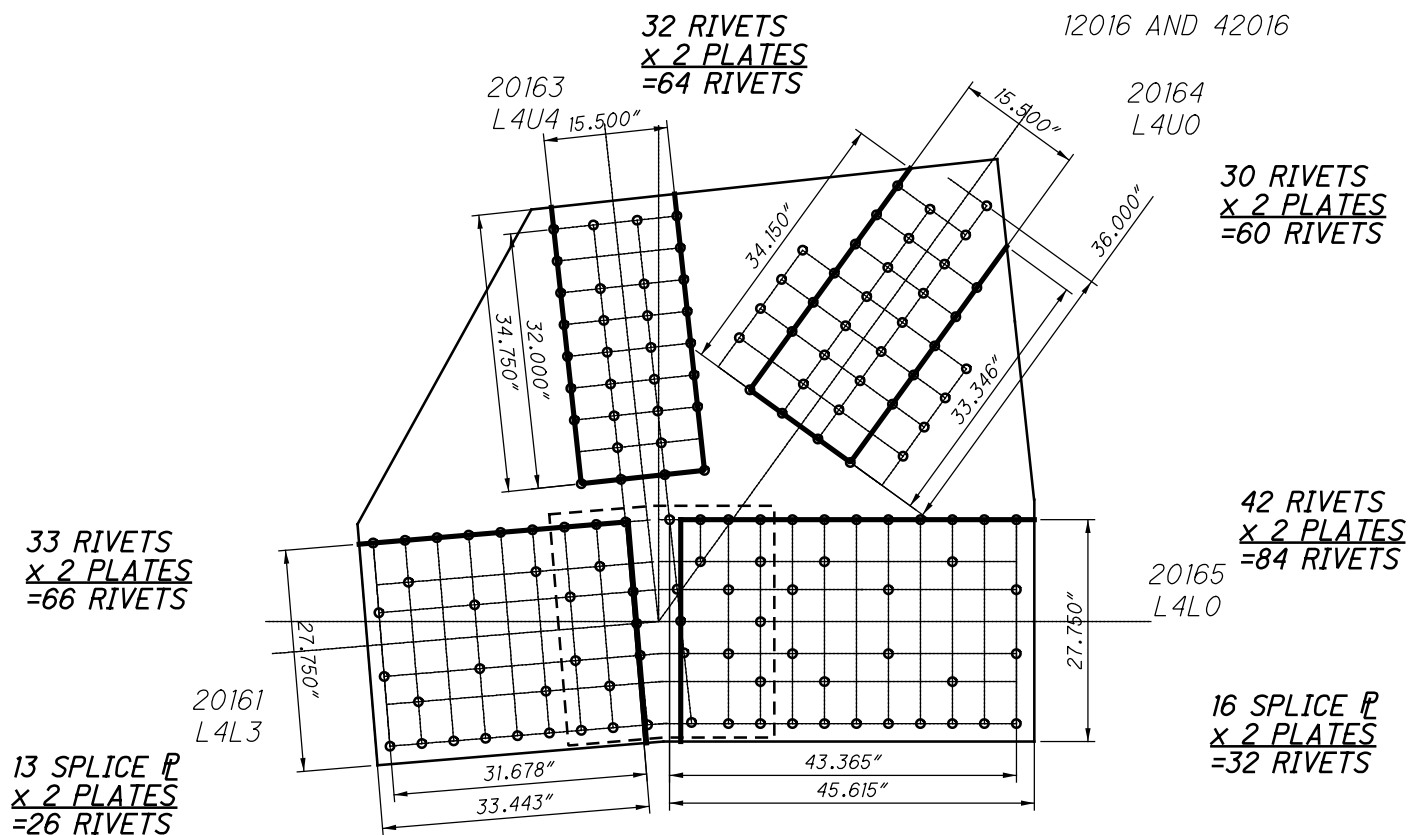 32 RIVETS
x 2 PLATES
=64 RIVETS
12016 AND 42016
20163
L4U4
15.500"
15.500"
20164
L4U0
30 RIVETS
x 2 PLATES
=60 RIVETS
34.150"
36.000"
32.000"
34.750"
33.346"
33 RIVETS
x 2 PLATES
=66 RIVETS
42 RIVETS
x 2 PLATES
=84 RIVETS
20165
L4L0
27.750"
27.750"
20161
L4L3
16 SPLICE ⅊
x 2 PLATES
=32 RIVETS
13 SPLICE ⅊
x 2 PLATES
=26 RIVETS
31.678"
33.443"
43.365"
45.615"